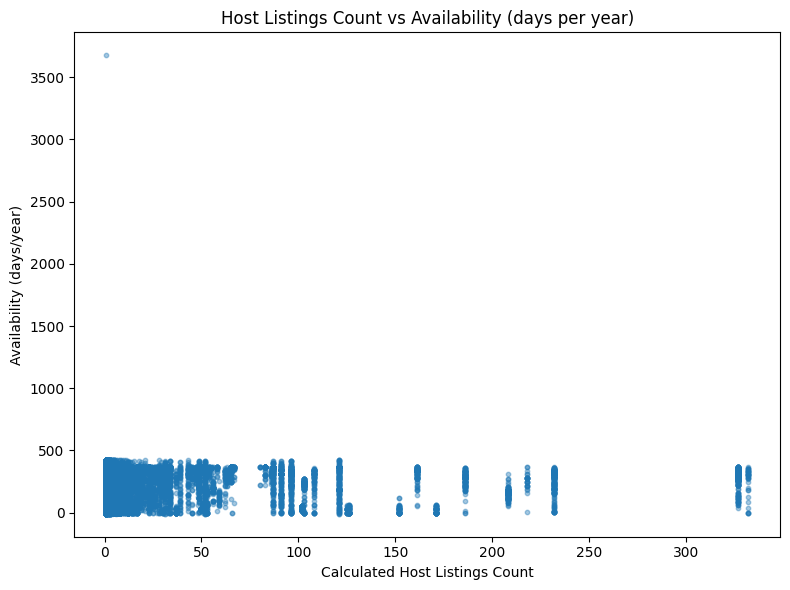 Host Listings Count vs Availability (days per year)
Availability (days/year)
3500
3000
2500
2000
1500
1000
500
0
0 50 100 150 200 250 300
Calculated Host Listings Count